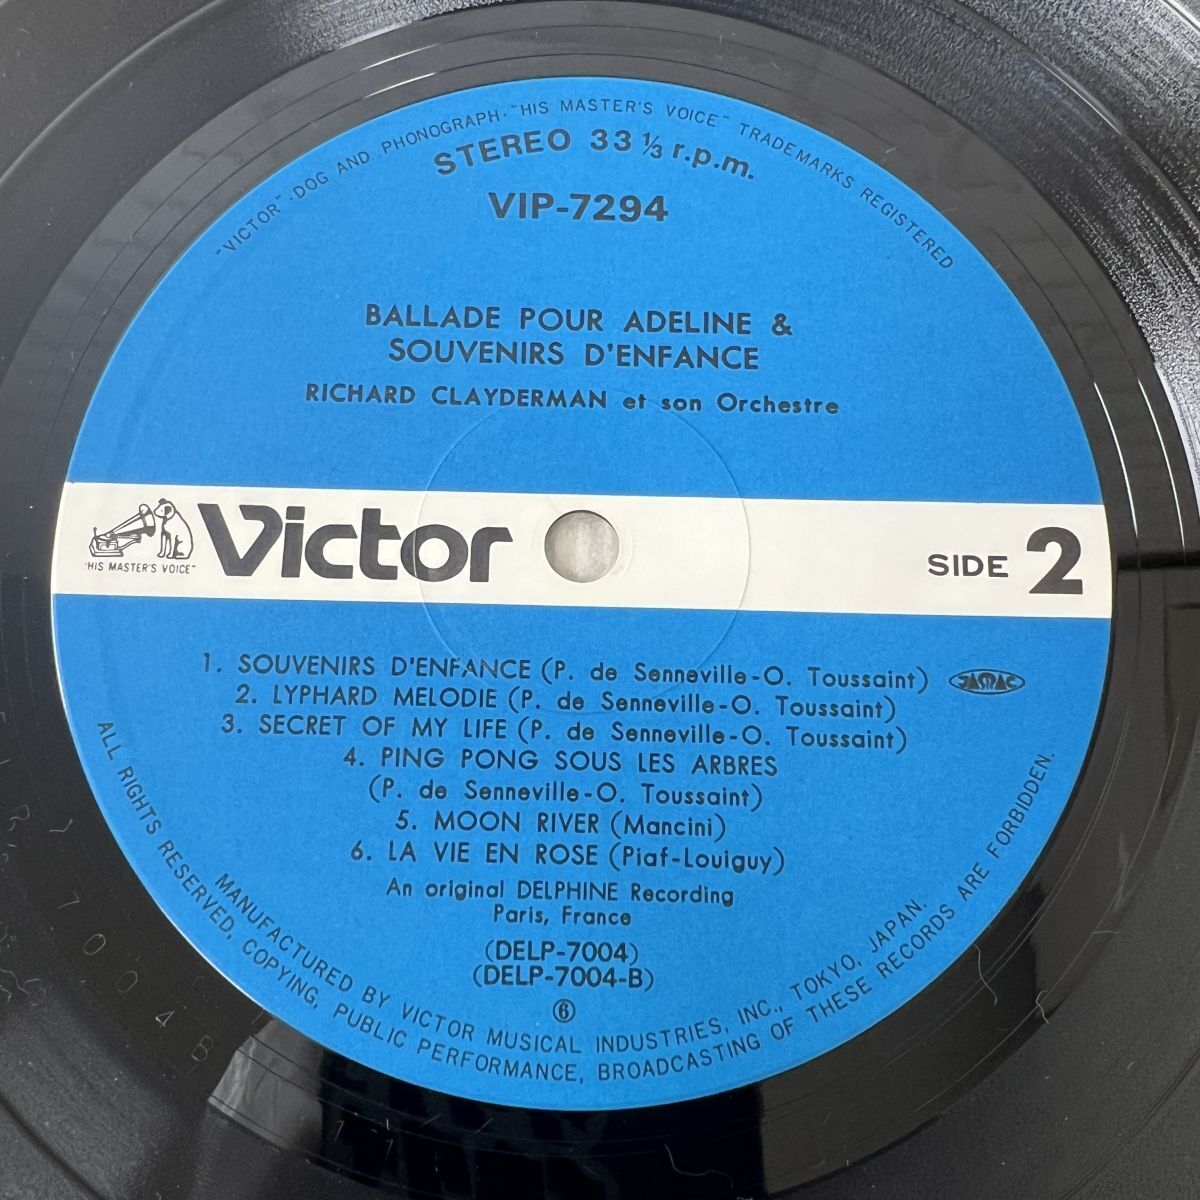 "VICTOR"·DOG AND PHONOGRAPH·"HIS MASTER'S VOICE" TRADEMARKS REGISTERED
STEREO 33 1/3 r.p.m.
VIP-7294
BALLADE POUR ADELINE &
SOUVENIRS D'ENFANCE
RICHARD CLAYDERMAN et son Orchestre
"HIS MASTER'S VOICE"
Victor
SIDE 2
1. SOUVENIRS D'ENFANCE (P. de Senneville-O. Toussaint) JASRAC
2. LYPHARD MELODIE (P. de Senneville-O. Toussaint)
3. SECRET OF MY LIFE (P. de Senneville-O. Toussaint)
4. PING PONG SOUS LES ARBRES
(P. de Senneville-O. Toussaint)
5. MOON RIVER (Mancini)
6. LA VIE EN ROSE (Piaf-Louiguy)
An original DELPHINE Recording
Paris, France
(DELP-7004)
(DELP-7004-B)
⑥
MANUFACTURED BY VICTOR MUSICAL INDUSTRIES, INC., TOKYO, JAPAN.
ALL RIGHTS RESERVED, COPYING, PUBLIC PERFORMANCE, BROADCASTING OF THESE RECORDS ARE FORBIDDEN.